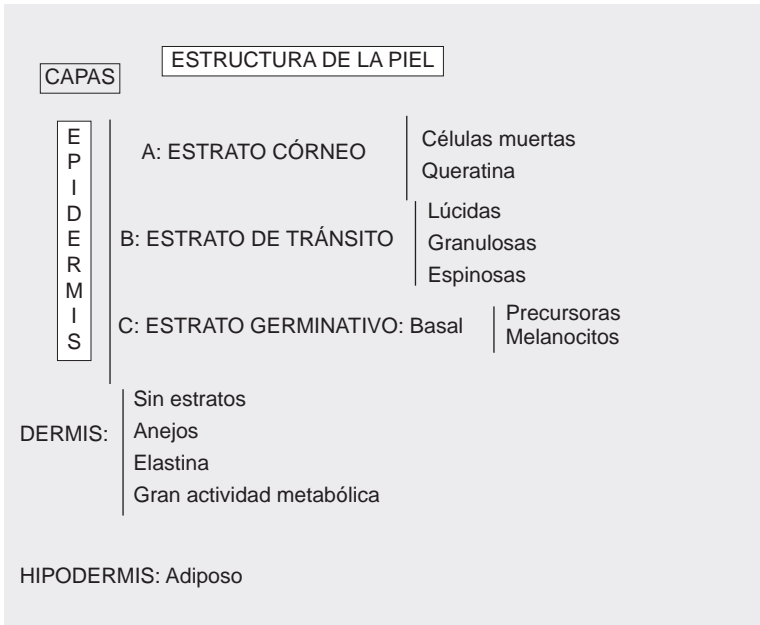 ESTRUCTURA DE LA PIEL
CAPAS
EPIDERMIS
A: ESTRATO CÓRNEO
Células muertas
Queratina
B: ESTRATO DE TRÁNSITO
Lúcidas
Granulosas
Espinosas
C: ESTRATO GERMINATIVO: Basal
Precursoras
Melanocitos
DERMIS:
Sin estratos
Anejos
Elastina
Gran actividad metabólica
HIPODERMIS: Adiposo